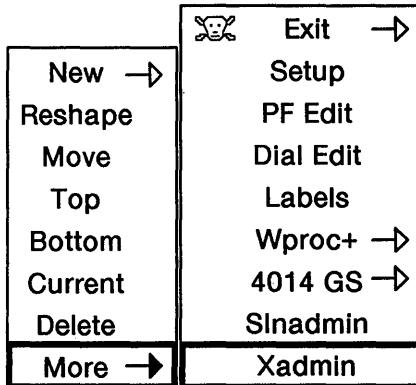 New
Reshape
Move
Top
Bottom
Current
Delete
More
Exit
Setup
PF Edit
Dial Edit
Labels
Wproc+
4014 GS
Slnadmin
Xadmin